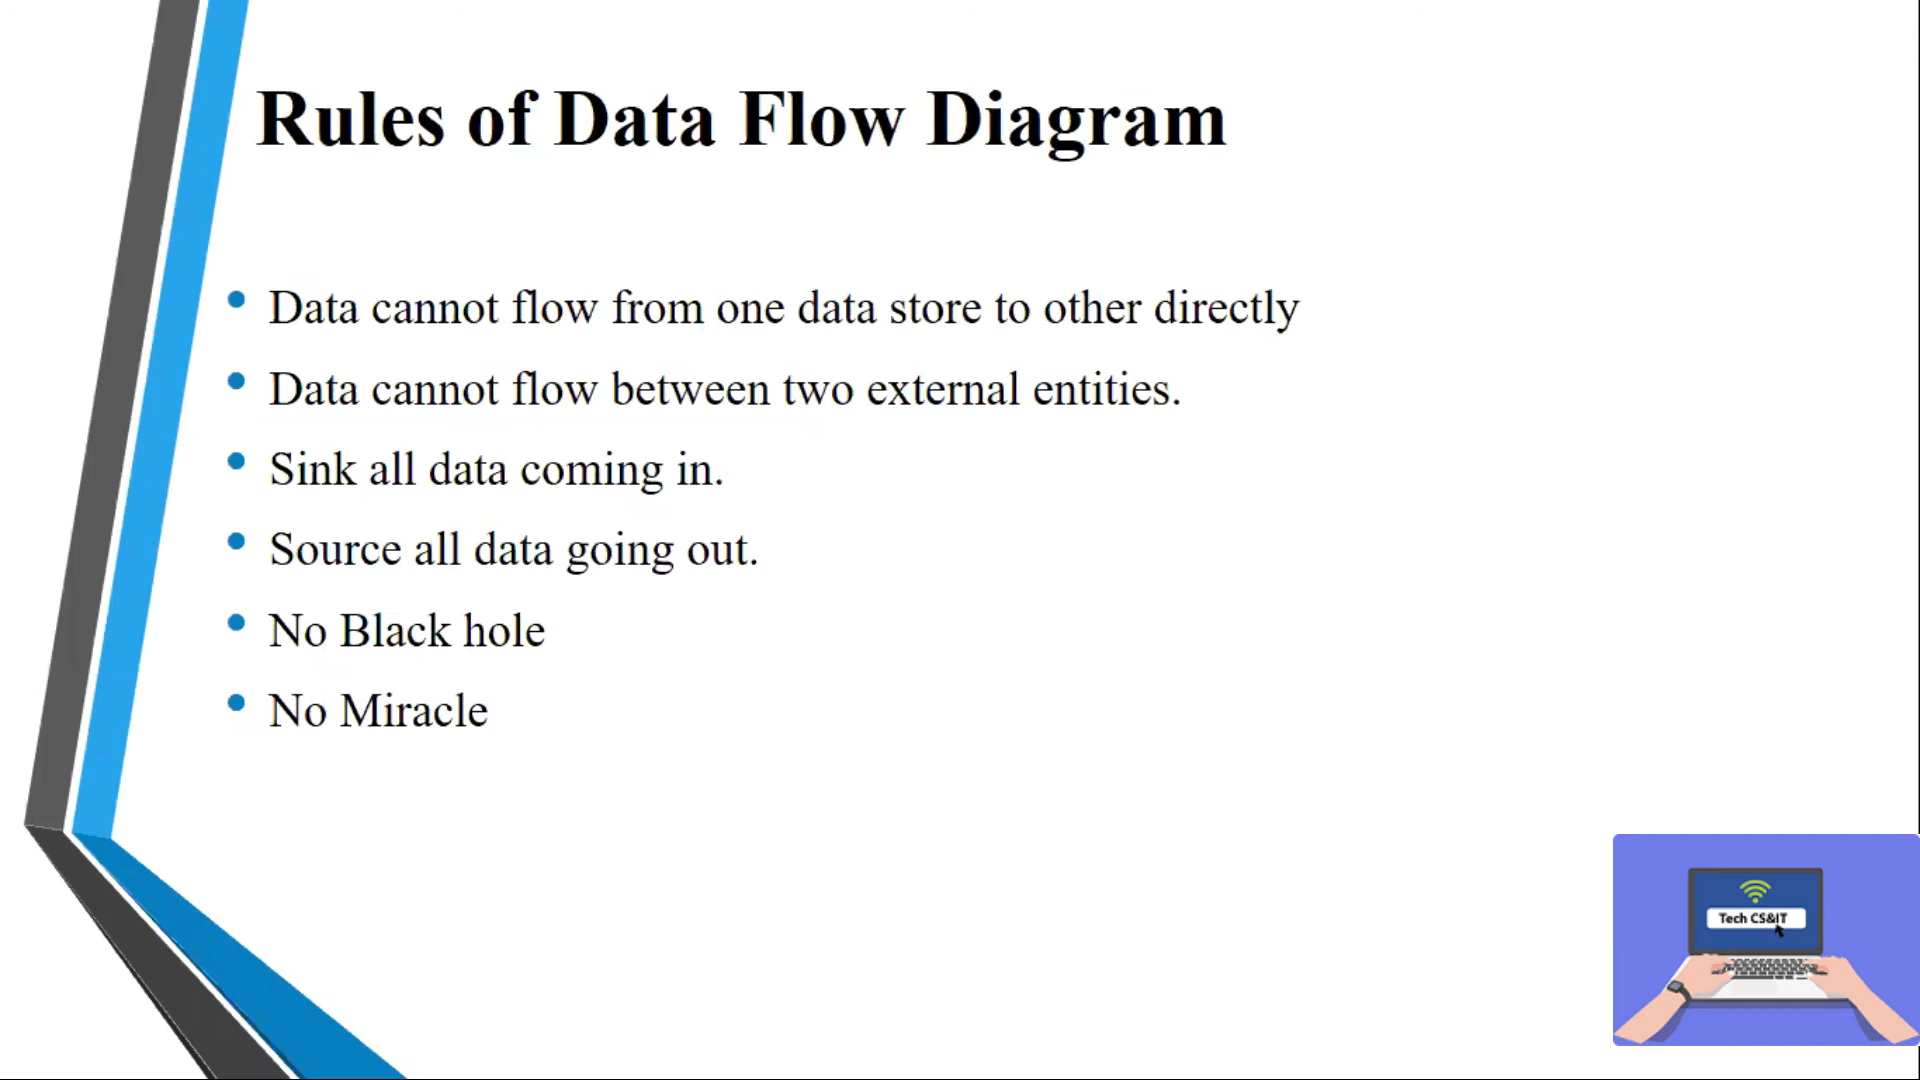 Rules of Data Flow Diagram
Data cannot flow from one data store to other directly
Data cannot flow between two external entities.
Sink all data coming in.
Source all data going out.
No Black hole
No Miracle
Tech CS&IT